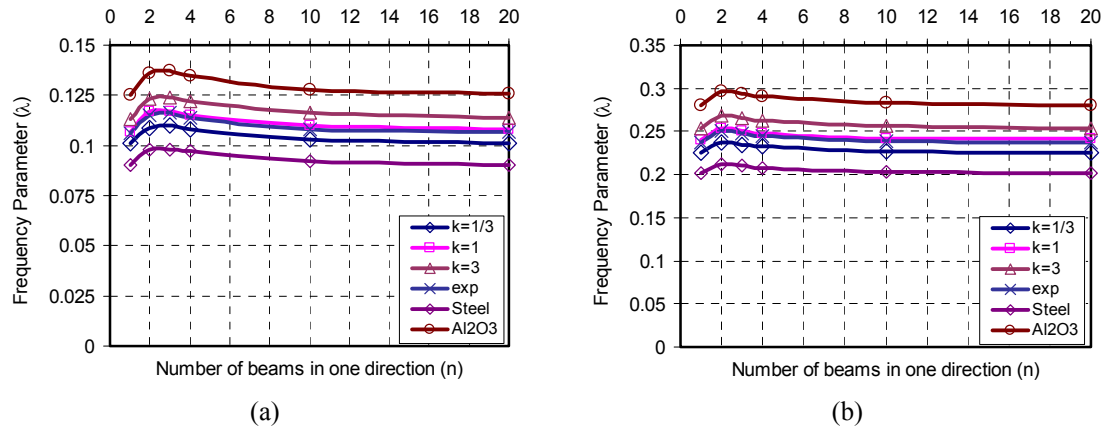 0 2 4 6 8 10 12 14 16 18 20
0.15
0.125
0.1
0.075
0.05
0.025
0
Frequency Parameter (λ)
k=1/3
k=1
k=3
exp
Steel
Al2O3
Number of beams in one direction (n)
(a)
0 2 4 6 8 10 12 14 16 18 20
0.35
0.3
0.25
0.2
0.15
0.1
0.05
0
Frequency Parameter (λ)
k=1/3
k=1
k=3
exp
Steel
Al2O3
Number of beams in one direction (n)
(b)